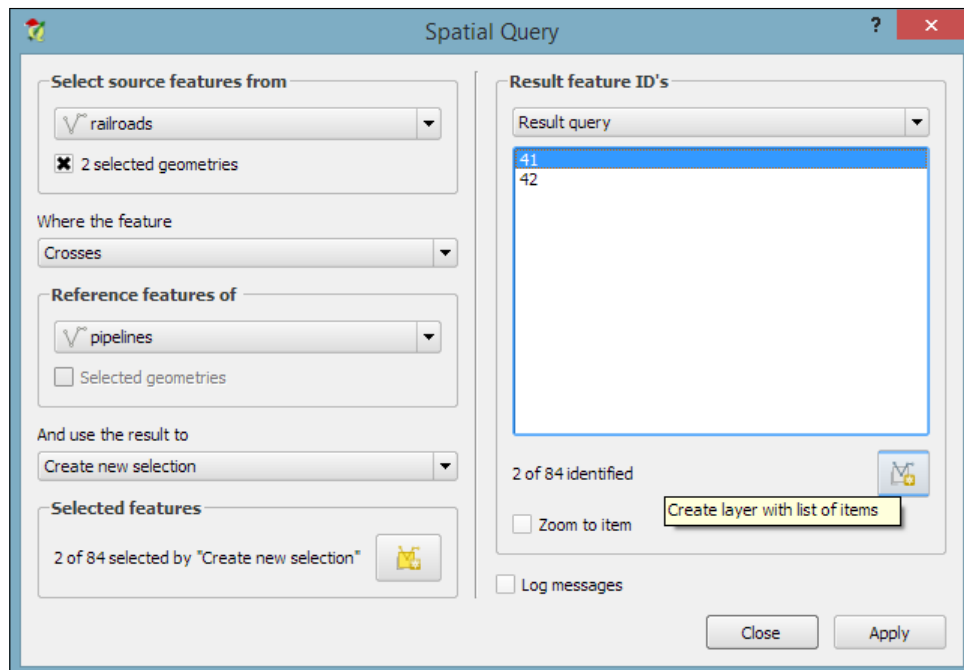 Spatial Query
?
Select source features from
railroads
2 selected geometries
Where the feature
Crosses
Reference features of
pipelines
Selected geometries
And use the result to
Create new selection
Selected features
2 of 84 selected by "Create new selection"
Result feature ID's
Result query
41
42
2 of 84 identified
Create layer with list of items
Zoom to item
Log messages
Close
Apply